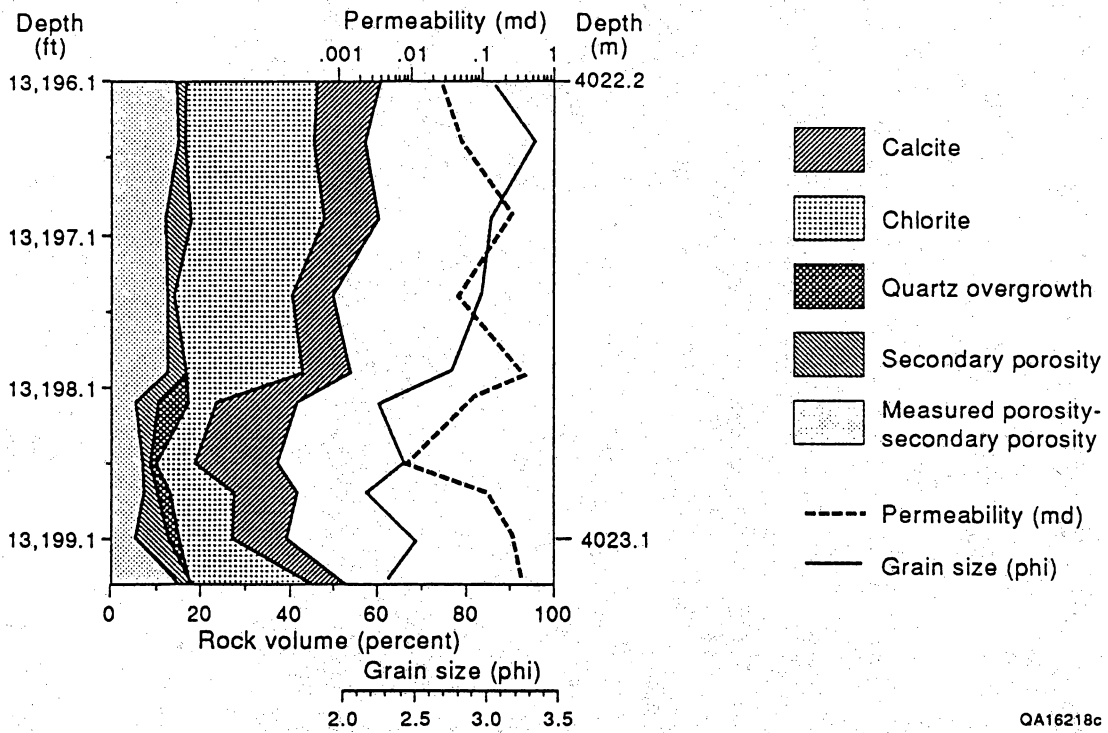 Depth
(ft)
Permeability (md)
Depth
(m)
.001 .01 0.1 1
13,196.1
4022.2
13,197.1
13,198.1
13,199.1
4023.1
0 20 40 60 80 100
Rock volume (percent)
Grain size (phi)
2.0 2.5 3.0 3.5
Calcite
Chlorite
Quartz overgrowth
Secondary porosity
Measured porosity-
secondary porosity
Permeability (md)
Grain size (phi)
QA16218c